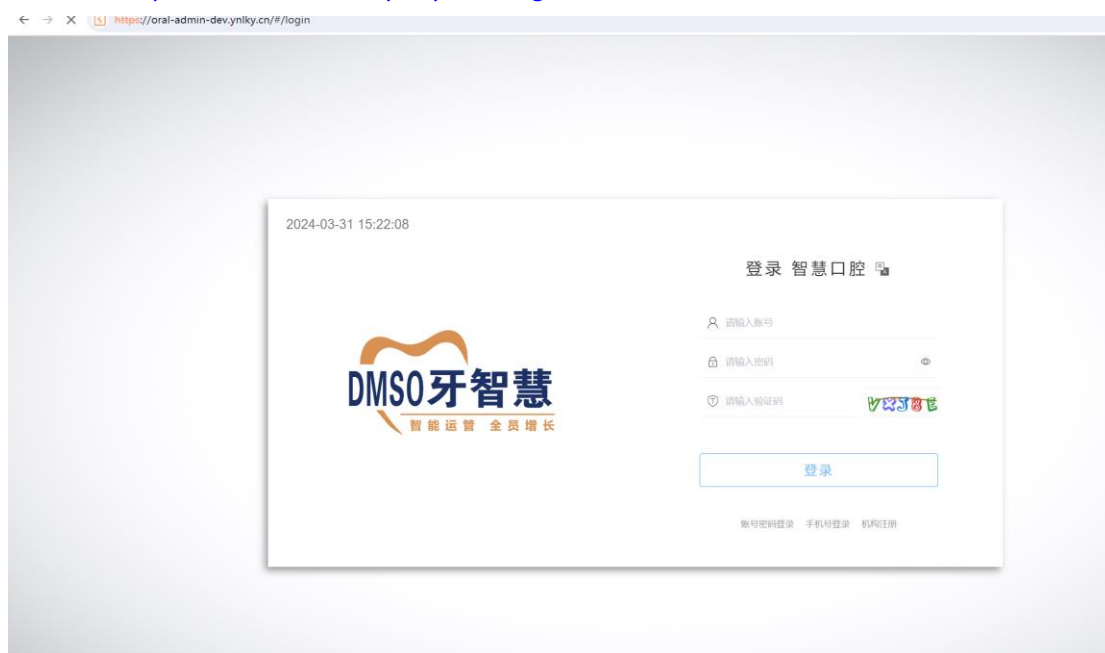 https://oral-admin-dev.ynlky.cn/#/login
2024-03-31 15:22:08
登录 智慧口腔
请输入账号
请输入密码
请输入验证码
DMSO牙智慧
智能运营 全员增长
登录
账号密码登录 手机号登录 机构注册